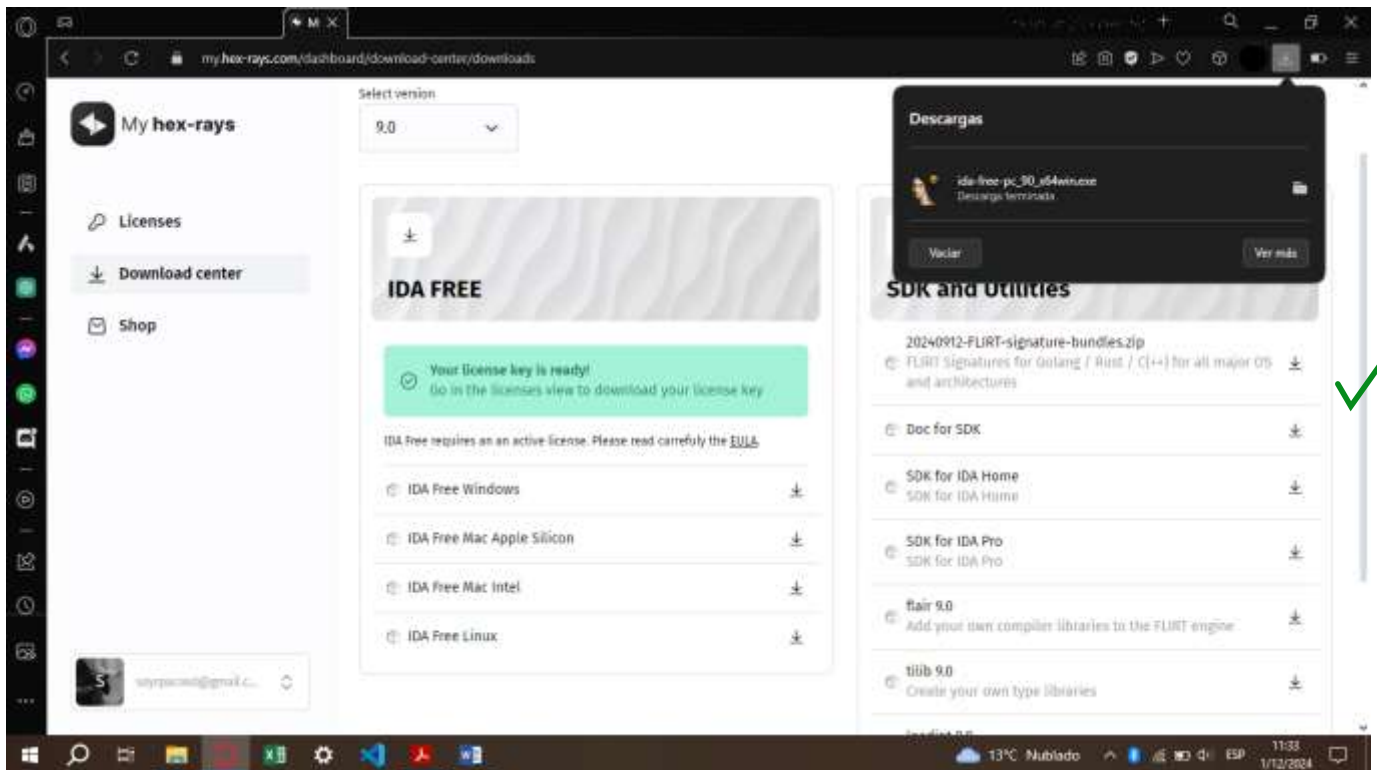 M
my.hex-rays.com/dashboard/download-center/downloads
My hex-rays
Licenses
Download center
Shop
S
Select version
9.0
IDA FREE
Your license key is ready!
Go in the licenses view to download your license key
IDA Free requires an an active license. Please read carrefuly the EULA.
IDA Free Windows
IDA Free Mac Apple Silicon
IDA Free Mac Intel
IDA Free Linux
Descargas
ida-free-pc_90_x64win.exe
Descarga terminada
Vaciar
Ver más
SDK and Utilities
20240912-FLIRT-signature-bundles.zip
FLIRT Signatures for Golang / Rust / C(++) for all major OS
and architectures
Doc for SDK
SDK for IDA Home
SDK for IDA Home
SDK for IDA Pro
SDK for IDA Pro
flair 9.0
Add your own compiler libraries to the FLIRT engine
tilib 9.0
Create your own type libraries
13°C Nublado
ESP
11:33
1/12/2024